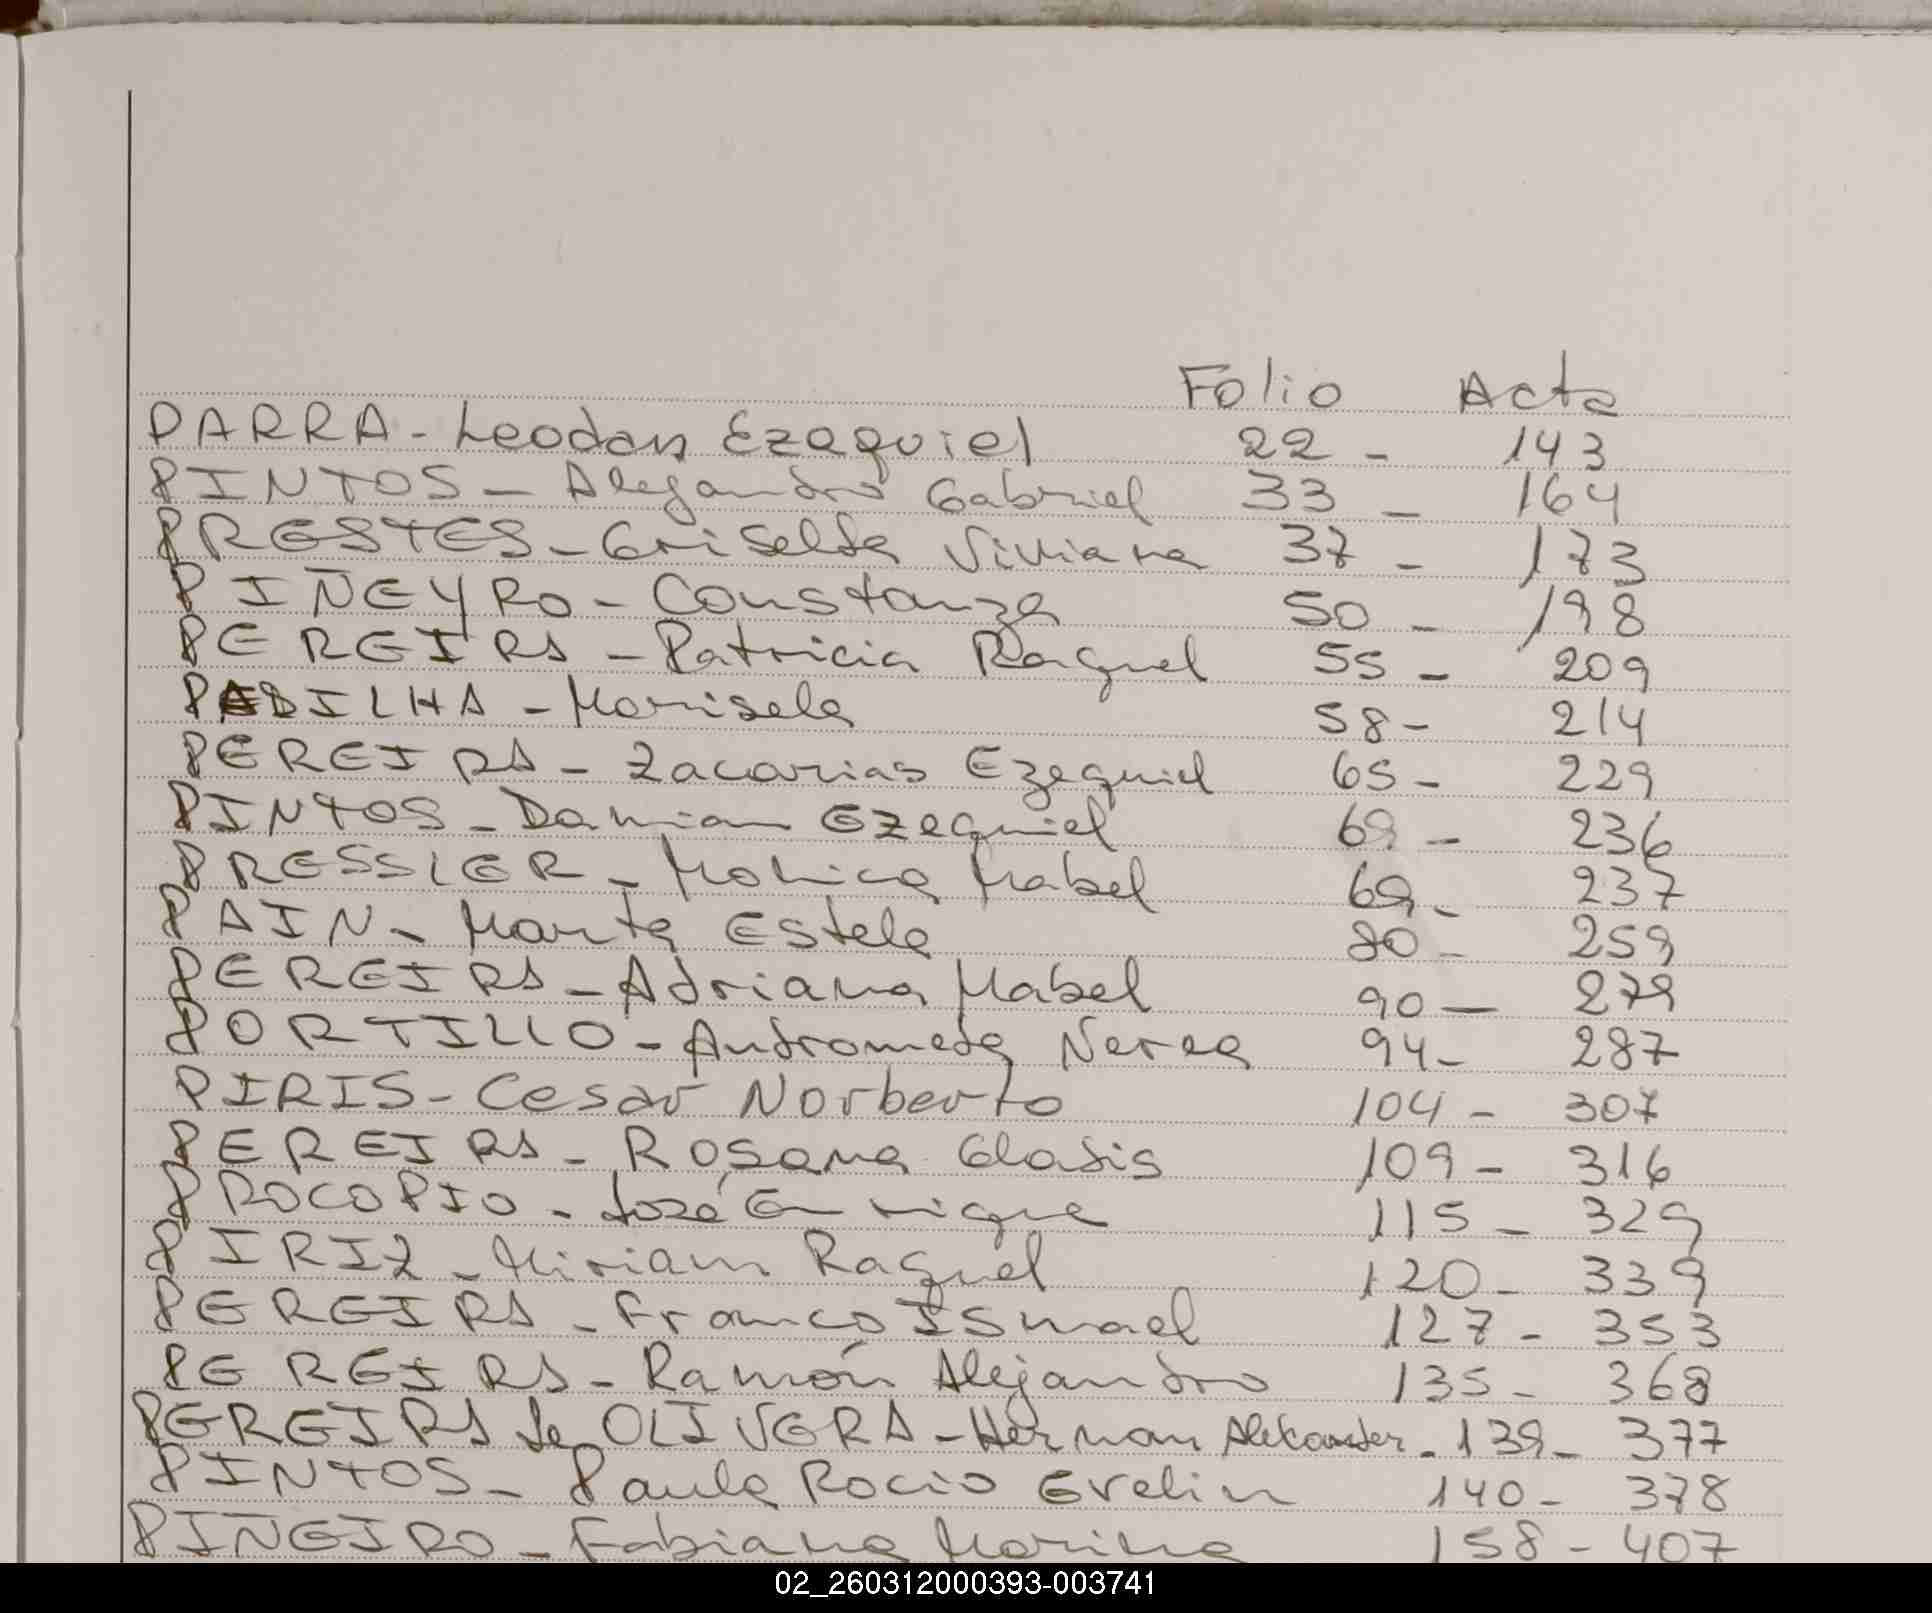 Folio Acta
PARRA - Leodan Ezequiel 22 - 143
PINTOS - Alejandro Gabriel 33 - 164
PRESTES - Griselda Viviana 37 - 173
PIÑEYRO - Constanza 50 - 198
PEREIRA - Patricia Raquel 55 - 209
PADILHA - Marisela 58 - 214
PEREIRA - Zacarias Ezequiel 65 - 229
PINTOS - Damian Ezequiel 69 - 236
PRESSLER - Monica Mabel 69 - 237
PAIN - Marta Estela 80 - 259
PEREIRA - Adriana Mabel 90 - 279
PORTILLO - Andromeda Nerea 94 - 287
PIRIS - Cesar Norberto 104 - 307
PEREIRA - Rosana Gladis 109 - 316
PROCOPIO - José Enrique 115 - 329
PIRIZ - Miriam Raquel 120 - 339
PEREIRA - Franco Ismael 127 - 353
PEREIRA - Ramón Alejandro 135 - 368
PEREIRA de OLIVERA - Hernan Alexander - 139 - 377
PINTOS - Paula Rocio Evelin 140 - 378
PIÑEIRO - Fabiana Marina 158 - 407
02_260312000393-003741